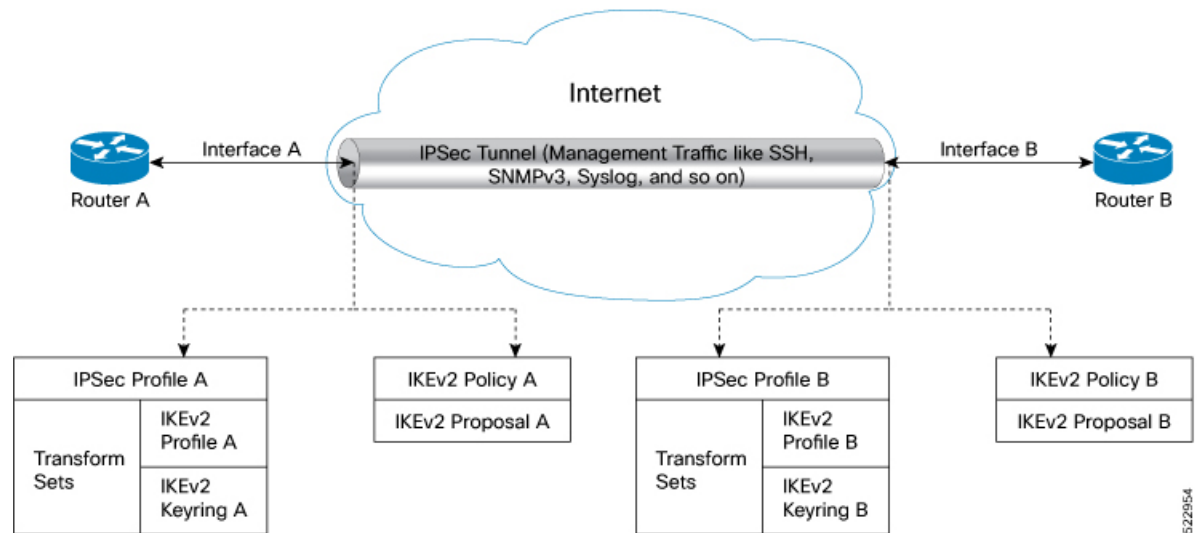 Internet
Interface A
IPSec Tunnel (Management Traffic like SSH,
SNMPv3, Syslog, and so on)
Interface B
Router A
Router B
IPSec Profile A
Transform
Sets
IKEv2
Profile A
IKEv2
Keyring A
IKEv2 Policy A
IKEv2 Proposal A
IPSec Profile B
Transform
Sets
IKEv2
Profile B
IKEv2
Keyring B
IKEv2 Policy B
IKEv2 Proposal B
522954